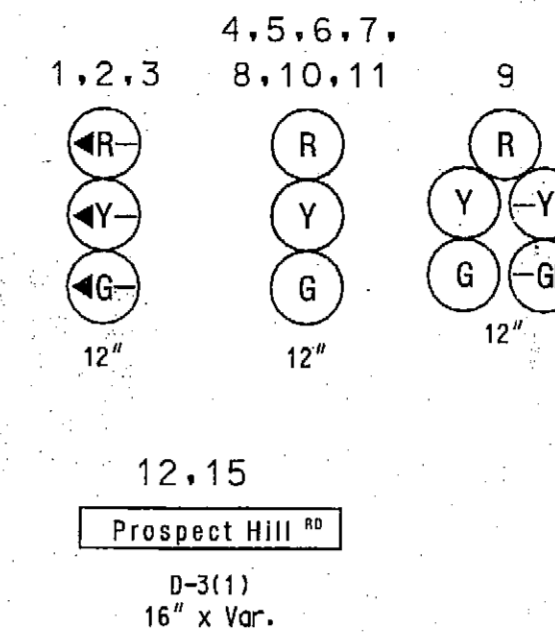 4,5,6,7,
1,2,3
8,10,11
9
R
Y
G
12"
R
Y
G
12"
R
Y
Y
G
G
12"
12,15
Prospect Hill RD
D-3(1)
16" x Var.